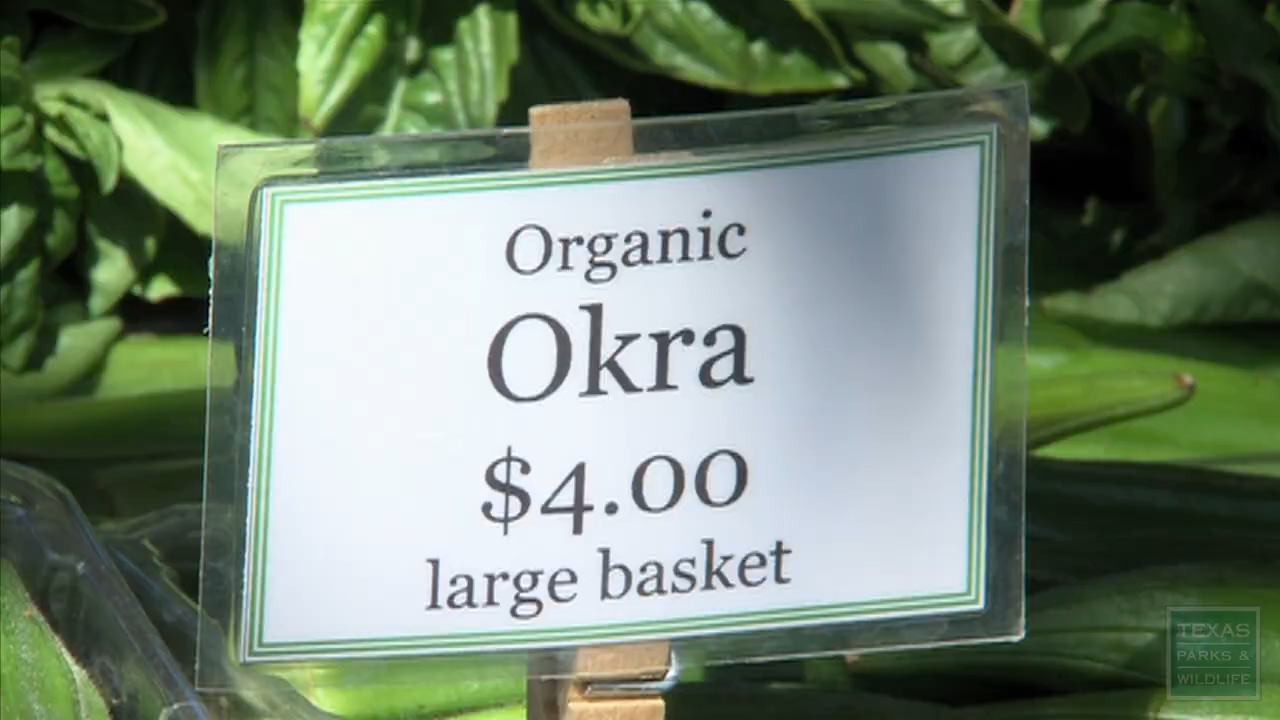 Organic
Okra
$4.00
large basket
TEXAS
PARKS &
WILDLIFE